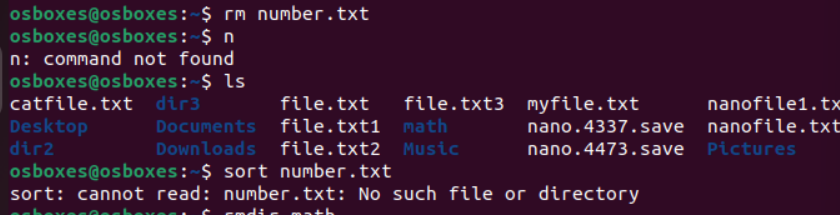 osboxes@osboxes:~$ rm number.txt
osboxes@osboxes:~$ n
n: command not found
osboxes@osboxes:~$ ls
catfile.txt dir3 file.txt file.txt3 myfile.txt nanofile1.tx
Desktop Documents file.txt1 math nano.4337.save nanofile.txt
dir2 Downloads file.txt2 Music nano.4473.save Pictures
osboxes@osboxes:~$ sort number.txt
sort: cannot read: number.txt: No such file or directory
osboxes@osboxes:~$ rmdir math